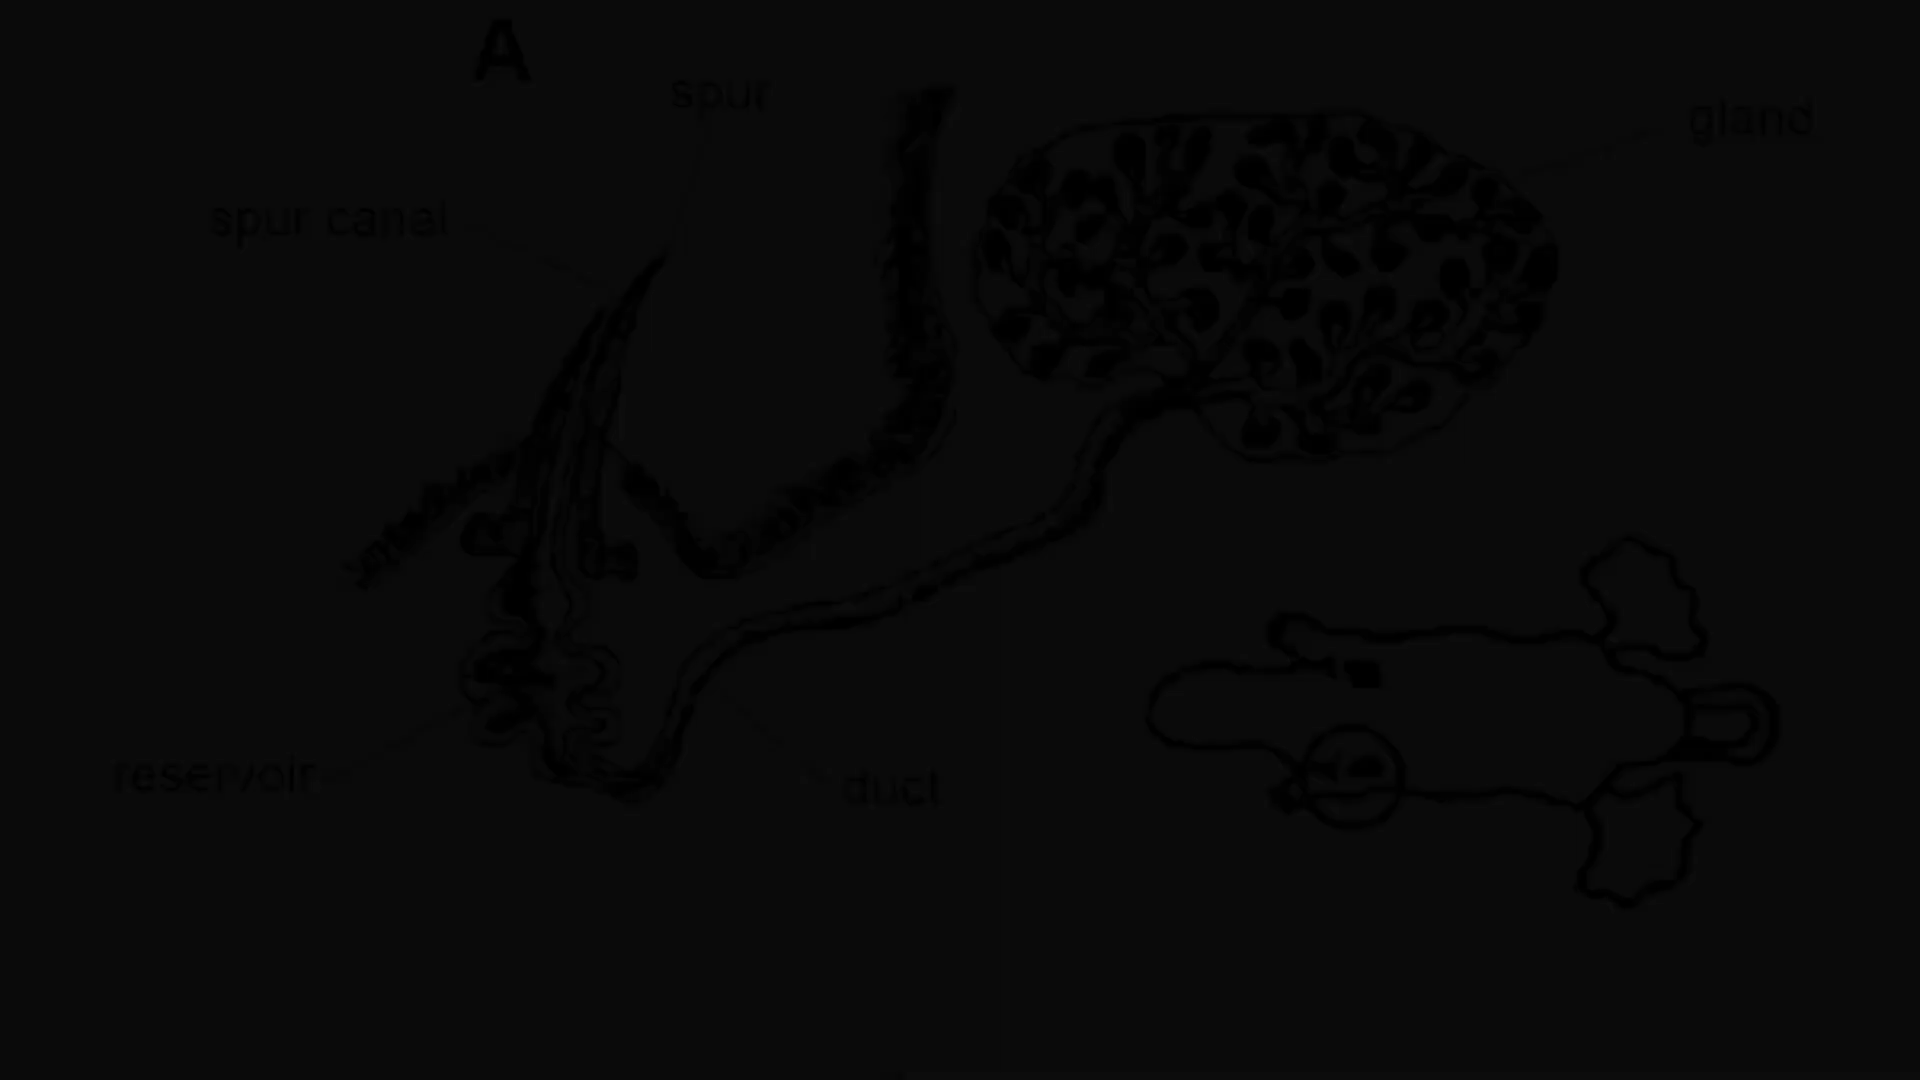 A
spur
gland
spur canal
reservoir
duct